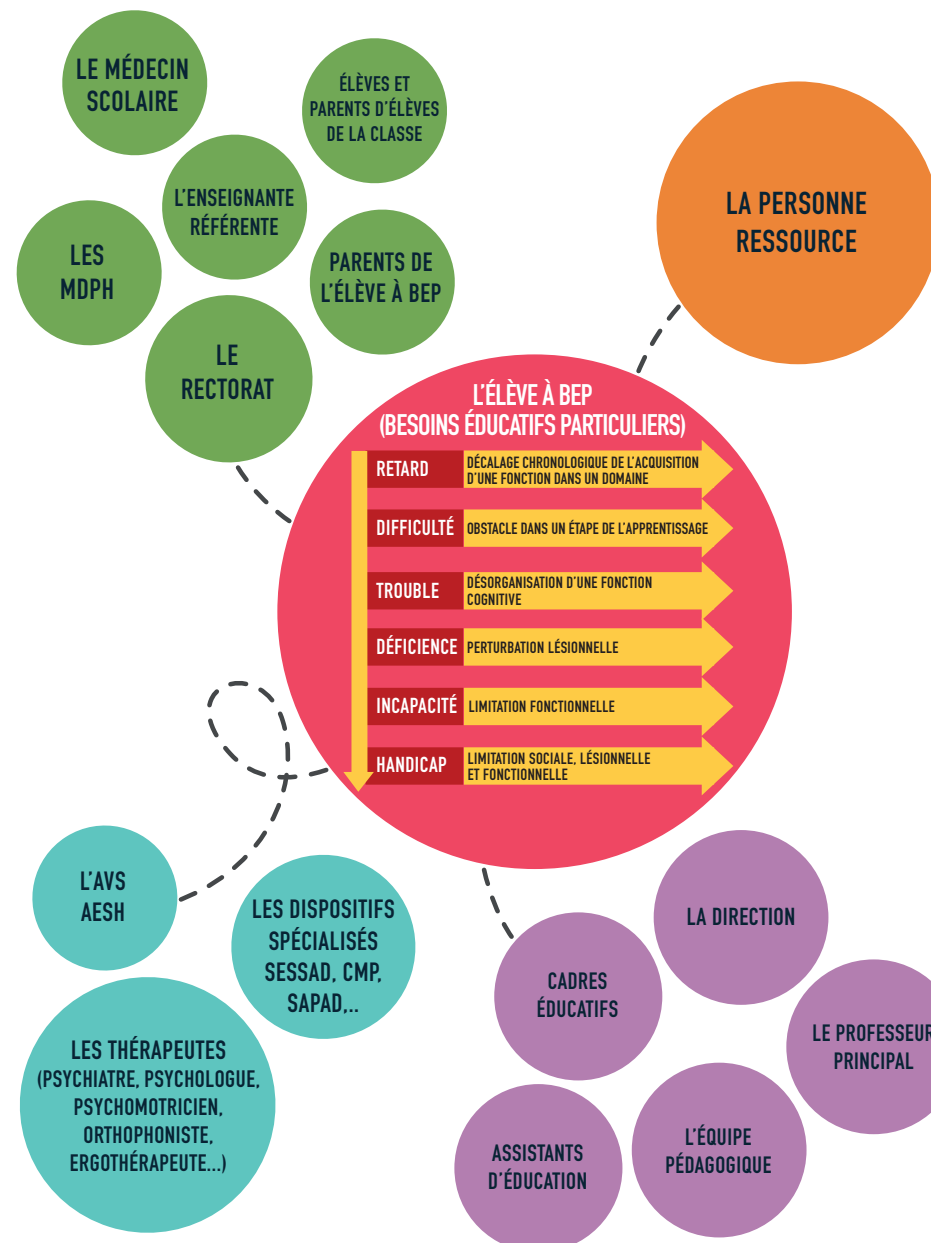 LE MÉDECIN
SCOLAIRE
ÉLÈVES ET
PARENTS D'ÉLÈVES
DE LA CLASSE
L'ENSEIGNANTE
RÉFÉRENTE
LES
MDPH
PARENTS DE
L'ÉLÈVE À BEP
LE
RECTORAT
LA PERSONNE
RESSOURCE
L'ÉLÈVE À BEP
(BESOINS ÉDUCATIFS PARTICULIERS)
RETARD
DÉCALAGE CHRONOLOGIQUE DE L'ACQUISITION
D'UNE FONCTION DANS UN DOMAINE
DIFFICULTÉ
OBSTACLE DANS UN ÉTAPE DE L'APPRENTISSAGE
TROUBLE
DÉSORGANISATION D'UNE FONCTION
COGNITIVE
DÉFICIENCE
PERTURBATION LÉSIONNELLE
INCAPACITÉ
LIMITATION FONCTIONNELLE
HANDICAP
LIMITATION SOCIALE, LÉSIONNELLE
ET FONCTIONNELLE
L'AVS
AESH
LES DISPOSITIFS
SPÉCIALISÉS
SESSAD, CMP,
SAPAD,..
LES THÉRAPEUTES
(PSYCHIATRE, PSYCHOLOGUE,
PSYCHOMOTRICIEN,
ORTHOPHONISTE,
ERGOTHÉRAPEUTE...)
CADRES
ÉDUCATIFS
LA DIRECTION
LE PROFESSEUR
PRINCIPAL
ASSISTANTS
D'ÉDUCATION
L'ÉQUIPE
PÉDAGOGIQUE